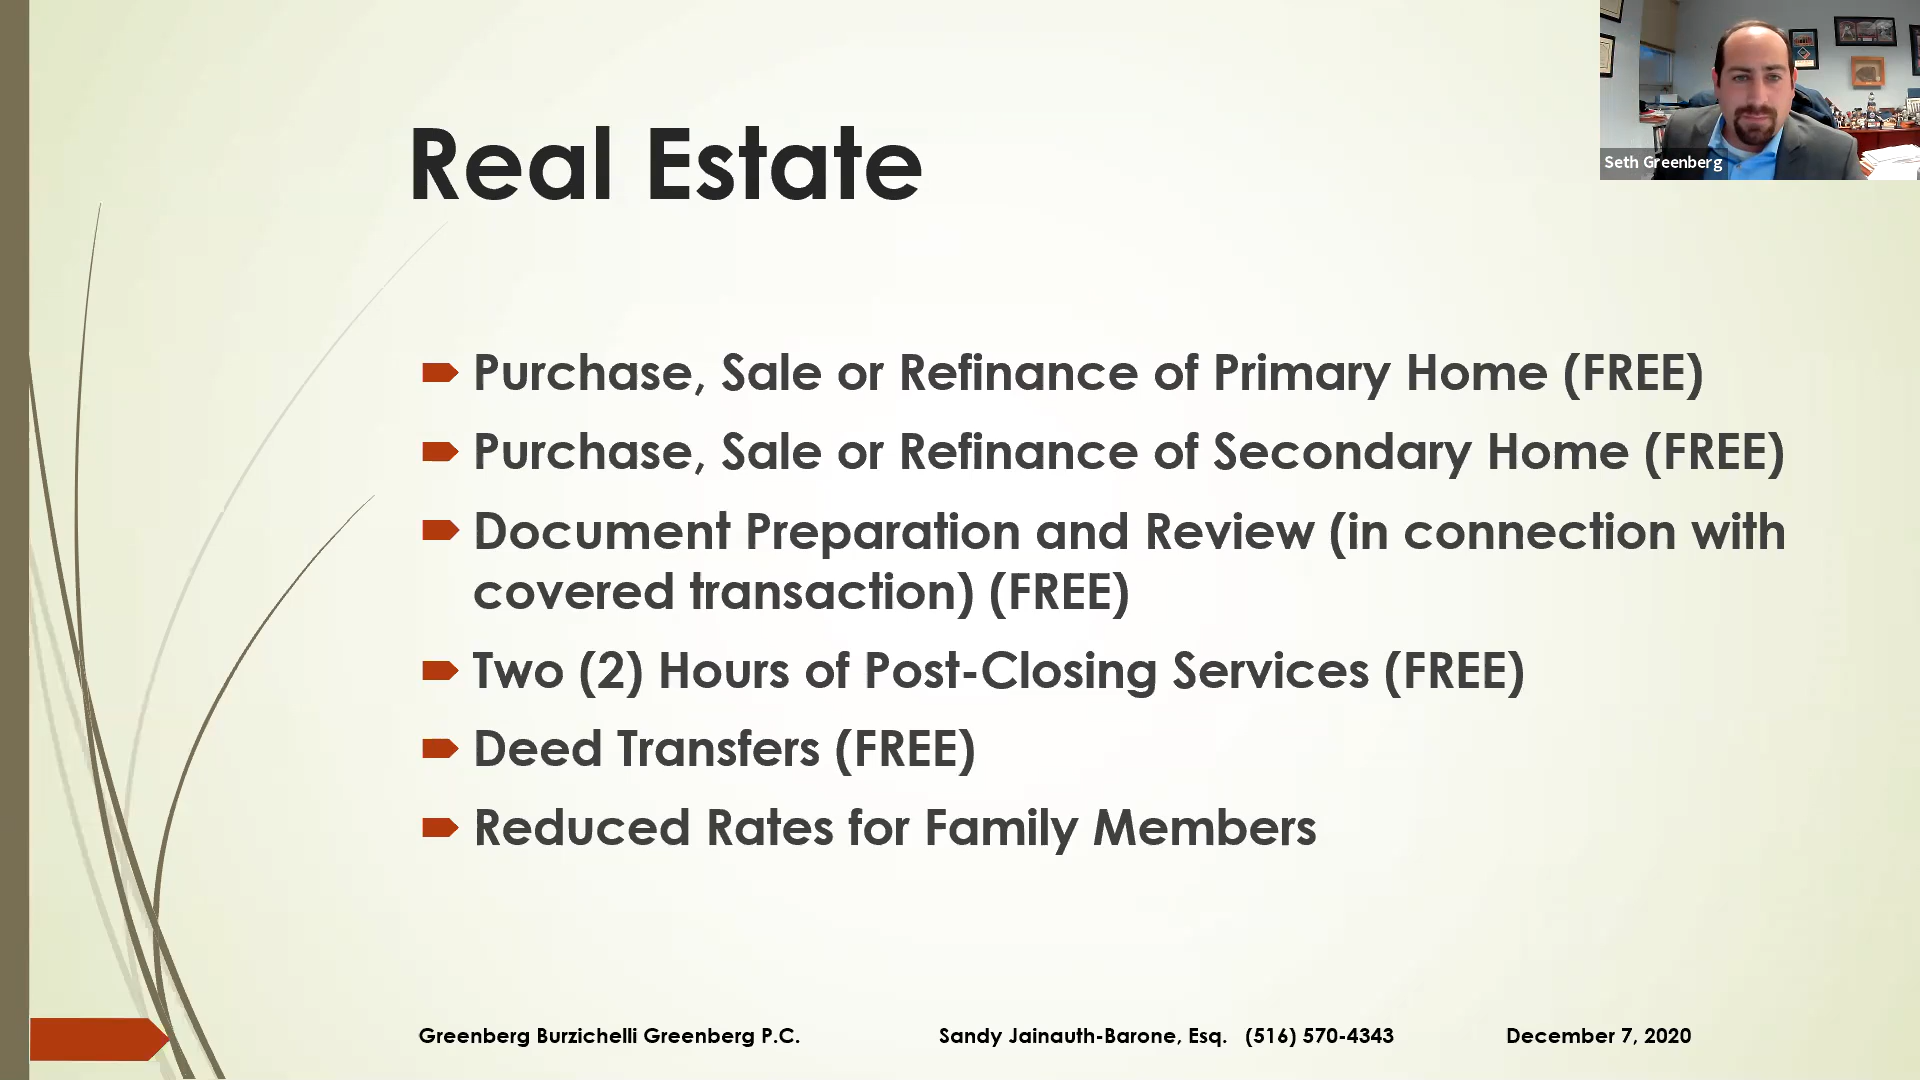 Real Estate
Seth Greenberg
Purchase, Sale or Refinance of Primary Home (FREE)
Purchase, Sale or Refinance of Secondary Home (FREE)
Document Preparation and Review (in connection with
covered transaction) (FREE)
Two (2) Hours of Post-Closing Services (FREE)
Deed Transfers (FREE)
Reduced Rates for Family Members
Greenberg Burzichelli Greenberg P.C. Sandy Jainauth-Barone, Esq. (516) 570-4343 December 7, 2020